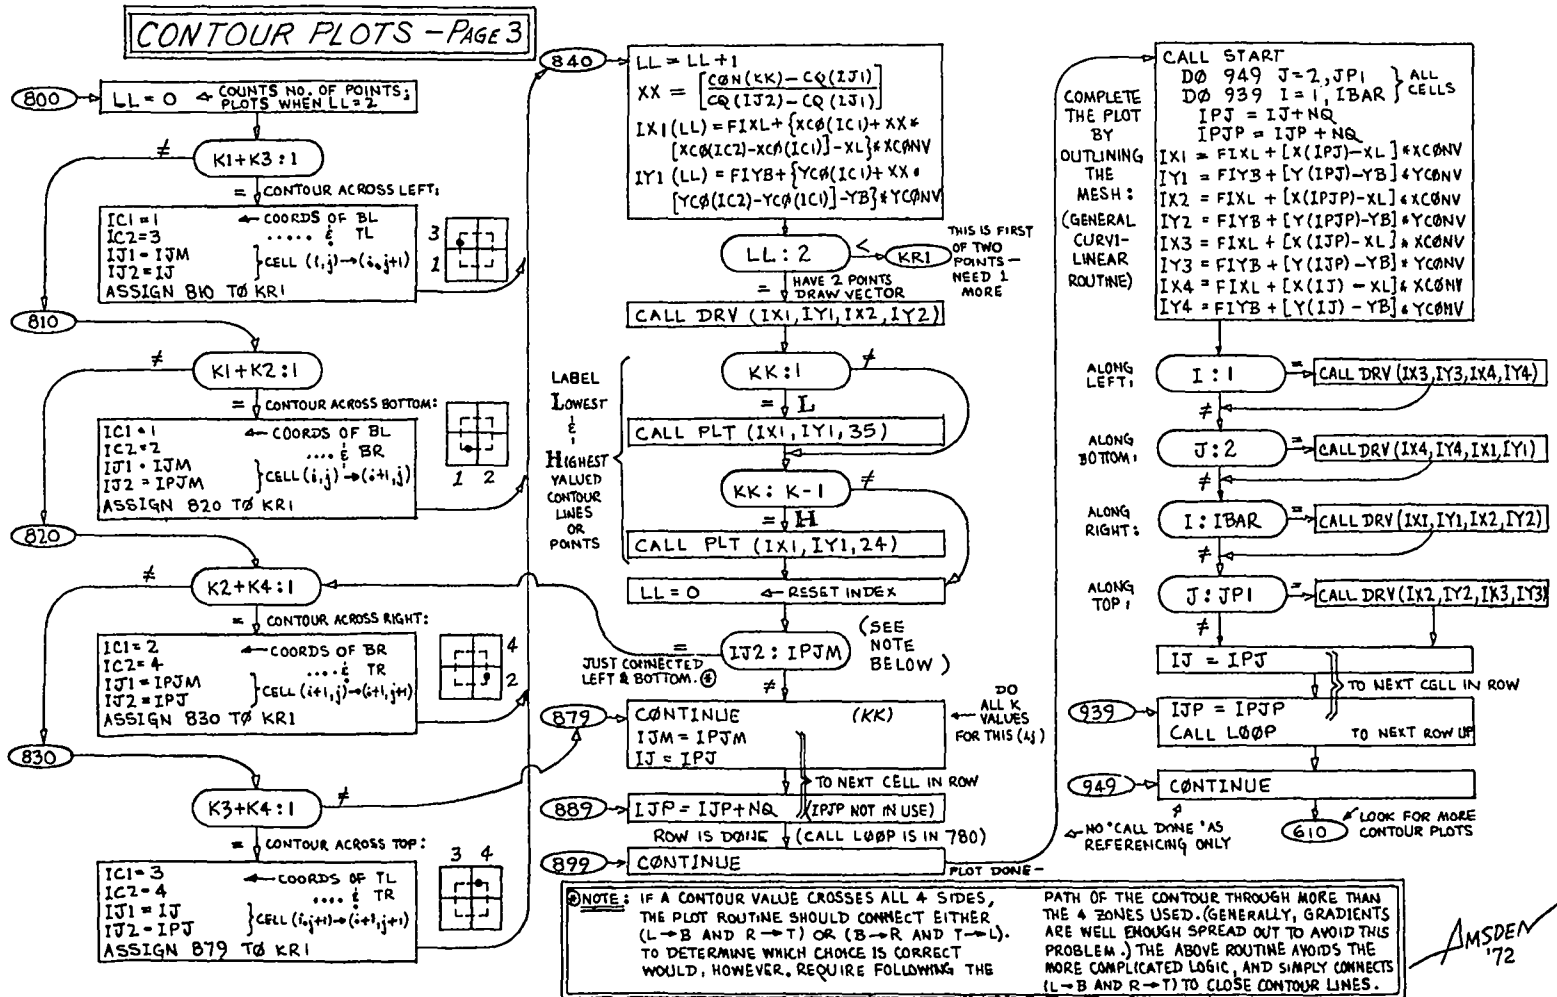 CONTOUR PLOTS - PAGE 3
800
LL = 0 ← COUNTS NO. OF POINTS;
PLOTS WHEN LL = 2
≠
K1+K3 : 1
= CONTOUR ACROSS LEFT:
IC1 = 1 ← COORDS OF BL
IC2=3 ..... & TL
IJ1 = IJM
IJ2 = IJ } CELL (i,j)→(i,j+1)
ASSIGN 810 TØ KR1
3
1
810
≠
K1+K2 : 1
= CONTOUR ACROSS BOTTOM:
IC1 = 1 ← COORDS OF BL
IC2=2 .... & BR
IJ1 = IJM
IJ2 = IPJM } CELL (i,j)→(i+1,j)
ASSIGN 820 TØ KR1
1 2
820
≠
K2+K4 : 1
= CONTOUR ACROSS RIGHT:
IC1=2 ← COORDS OF BR
IC2=4 .... & TR
IJ1 = IPJM
IJ2 = IPJ } CELL (i+1,j)→(i+1,j+1)
ASSIGN 830 TØ KR1
4
2
830
K3+K4 : 1
≠
= CONTOUR ACROSS TOP:
IC1=3 ← COORDS OF TL
IC2=4 .... & TR
IJ1 = IJ
IJ2 = IPJ } CELL (i,j+1)→(i+1,j+1)
ASSIGN 879 TØ KR1
3 4
840
LL = LL+1
XX = [CØN(KK)-CQ(IJ1)
CQ(IJ2)-CQ(IJ1)]
IX1(LL) = FIXL+{XCØ(IC1)+XX*
[XCØ(IC2)-XCØ(IC1)]-XL}*XCØNV
IY1(LL) = FIYB+{YCØ(IC1)+XX*
[YCØ(IC2)-YCØ(IC1)]-YB}*YCØNV
LL : 2
<
KR1
THIS IS FIRST
OF TWO
POINTS—
NEED 1
MORE
= HAVE 2 POINTS
DRAW VECTOR
CALL DRV (IX1,IY1,IX2,IY2)
LABEL
LOWEST
&
HIGHEST
VALUED
CONTOUR
LINES
OR
POINTS
KK : 1
≠
= L
CALL PLT (IX1,IY1,35)
KK : K-1
≠
= H
CALL PLT (IX1,IY1,24)
LL = 0 ← RESET INDEX
IJ2 : IPJM
(SEE
NOTE
BELOW)
=
JUST CONNECTED
LEFT & BOTTOM. ⊛
≠
879
CØNTINUE (KK)
IJM = IPJM
IJ = IPJ
DO
ALL K
← VALUES
FOR THIS (i,j)
TO NEXT CELL IN ROW
889
IJP = IJP+NQ (IPJP NOT IN USE)
ROW IS DØNE (CALL LØØP IS IN 780)
899
CØNTINUE
PLOT DONE—
COMPLETE
THE PLOT
BY
OUTLINING
THE
MESH:
(GENERAL
CURVI-
LINEAR
ROUTINE)
CALL START
DØ 949 J=2,JP1
DØ 939 I=1,IBAR } ALL
CELLS
IPJ = IJ+NQ
IPJP = IJP+NQ
IX1 = FIXL+[X(IPJ)-XL]*XCØNV
IY1 = FIYB+[Y(IPJ)-YB]*YCØNV
IX2 = FIXL+[X(IPJP)-XL]*XCØNV
IY2 = FIYB+[Y(IPJP)-YB]*YCØNV
IX3 = FIXL+[X(IJP)-XL]*XCØNV
IY3 = FIYB+[Y(IJP)-YB]*YCØNV
IX4 = FIXL+[X(IJ)-XL]*XCØNV
IY4 = FIYB+[Y(IJ)-YB]*YCØNV
ALONG
LEFT:
I : 1
=
CALL DRV(IX3,IY3,IX4,IY4)
≠
ALONG
BOTTOM:
J : 2
=
CALL DRV(IX4,IY4,IX1,IY1)
≠
ALONG
RIGHT:
I : IBAR
=
CALL DRV(IX1,IY1,IX2,IY2)
≠
ALONG
TOP:
J : JP1
=
CALL DRV(IX2,IY2,IX3,IY3)
≠
IJ = IPJ
TO NEXT CELL IN ROW
939
IJP = IPJP
CALL LØØP TO NEXT ROW UP
949
CØNTINUE
← NO "CALL DØNE" AS
REFERENCING ONLY
610
LOOK FOR MORE
CONTOUR PLOTS
⊛NOTE: IF A CONTOUR VALUE CROSSES ALL 4 SIDES,
THE PLOT ROUTINE SHOULD CONNECT EITHER
(L→B AND R→T) OR (B→R AND T→L).
TO DETERMINE WHICH CHOICE IS CORRECT
WOULD, HOWEVER, REQUIRE FOLLOWING THE
PATH OF THE CONTOUR THROUGH MORE THAN
THE 4 ZONES USED. (GENERALLY, GRADIENTS
ARE WELL ENOUGH SPREAD OUT TO AVOID THIS
PROBLEM.) THE ABOVE ROUTINE AVOIDS THE
MORE COMPLICATED LOGIC, AND SIMPLY CONNECTS
(L→B AND R→T) TO CLOSE CONTOUR LINES.
AMSDEN
'72